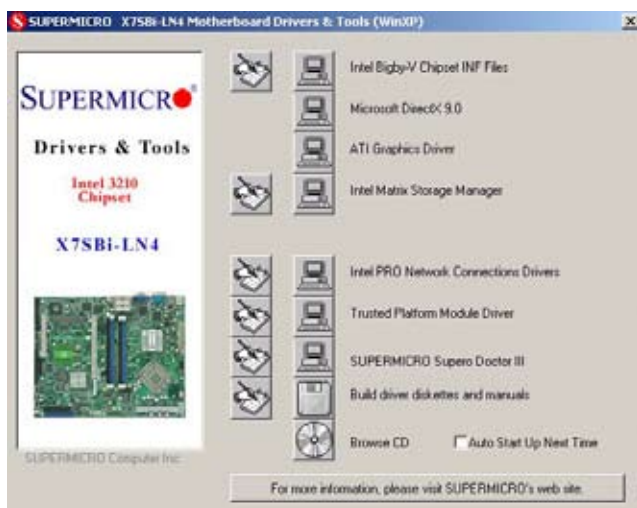 SUPERMICRO X7SBi-LN4 Motherboard Drivers & Tools (WinXP)
SUPERMICRO
Drivers & Tools
Intel 3210
Chipset
X7SBi-LN4
SUPERMICRO Computer Inc.
Intel Bigby-V Chipset INF Files
Microsoft DirectX 9.0
ATI Graphics Driver
Intel Matrix Storage Manager
Intel PRO Network Connections Drivers
Trusted Platform Module Driver
SUPERMICRO Supero Doctor III
Build driver diskettes and manuals
Browse CD
Auto Start Up Next Time
For more information, please visit SUPERMICRO's web site.